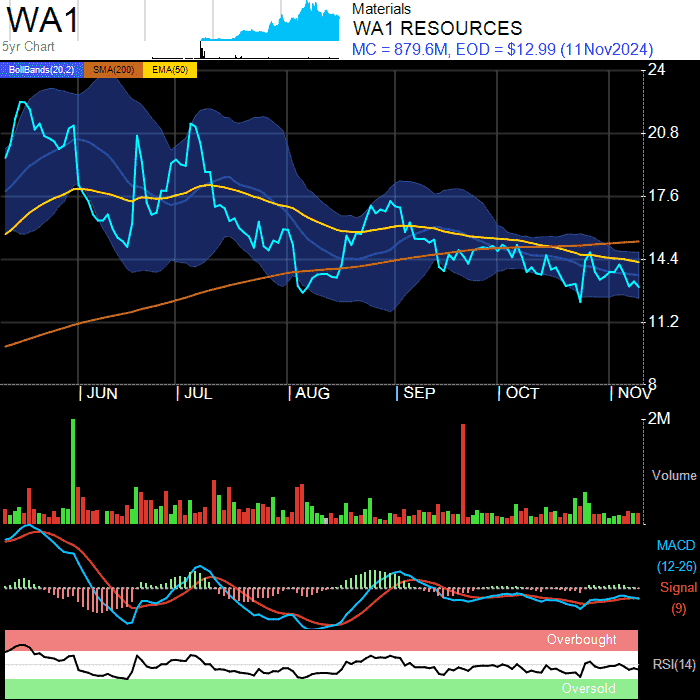 WA1
5yr Chart
Materials
WA1 RESOURCES
MC = 879.6M, EOD = $12.99 (11Nov2024)
BollBands(20,2) SMA(200) EMA(50)
24
20.8
17.6
14.4
11.2
8
JUN JUL AUG SEP OCT NOV
2M
Volume
MACD
(12-26)
Signal
(9)
Overbought
RSI(14)
Oversold